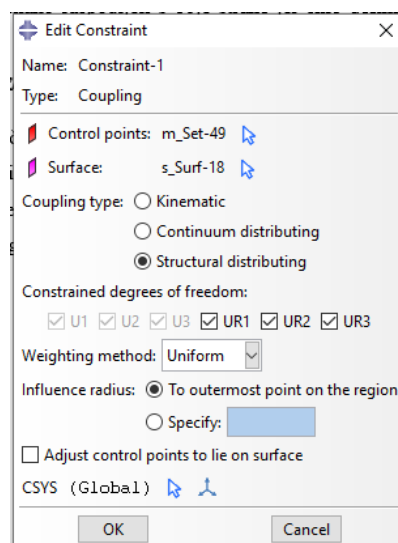 Edit Constraint
Name: Constraint-1
Type: Coupling
Control points: m_Set-49
Surface: s_Surf-18
Coupling type: Kinematic
Continuum distributing
Structural distributing
Constrained degrees of freedom:
U1 U2 U3 UR1 UR2 UR3
Weighting method: Uniform
Influence radius: To outermost point on the region
Specify:
Adjust control points to lie on surface
CSYS (Global)
OK Cancel